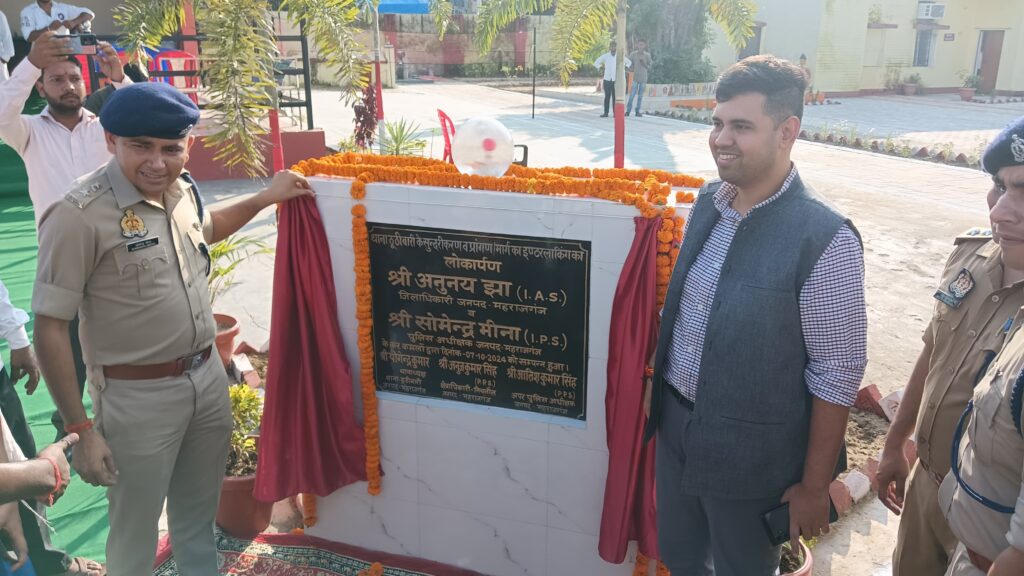 थाना ठूठीबारी के सुन्दरीकरण व प्रांगण मार्ग का इण्टरलाकिंग का
लोकार्पण
श्री अनुनय झा (I.A.S.)
जिलाधिकारी जनपद-महराजगंज
व
श्री सोमेन्द्र मीना (I.P.S.)
पुलिस अधीक्षक जनपद महराजगंज
के कर कमलों द्वारा दिनांक-07-10-2024 को सम्पन्न हुआ।
श्री अनुज कुमार सिंह श्री आतिश कुमार सिंह
(P.P.S.) (P.P.S.)
अपर पुलिस अधीक्षक
जनपद महराजगंज